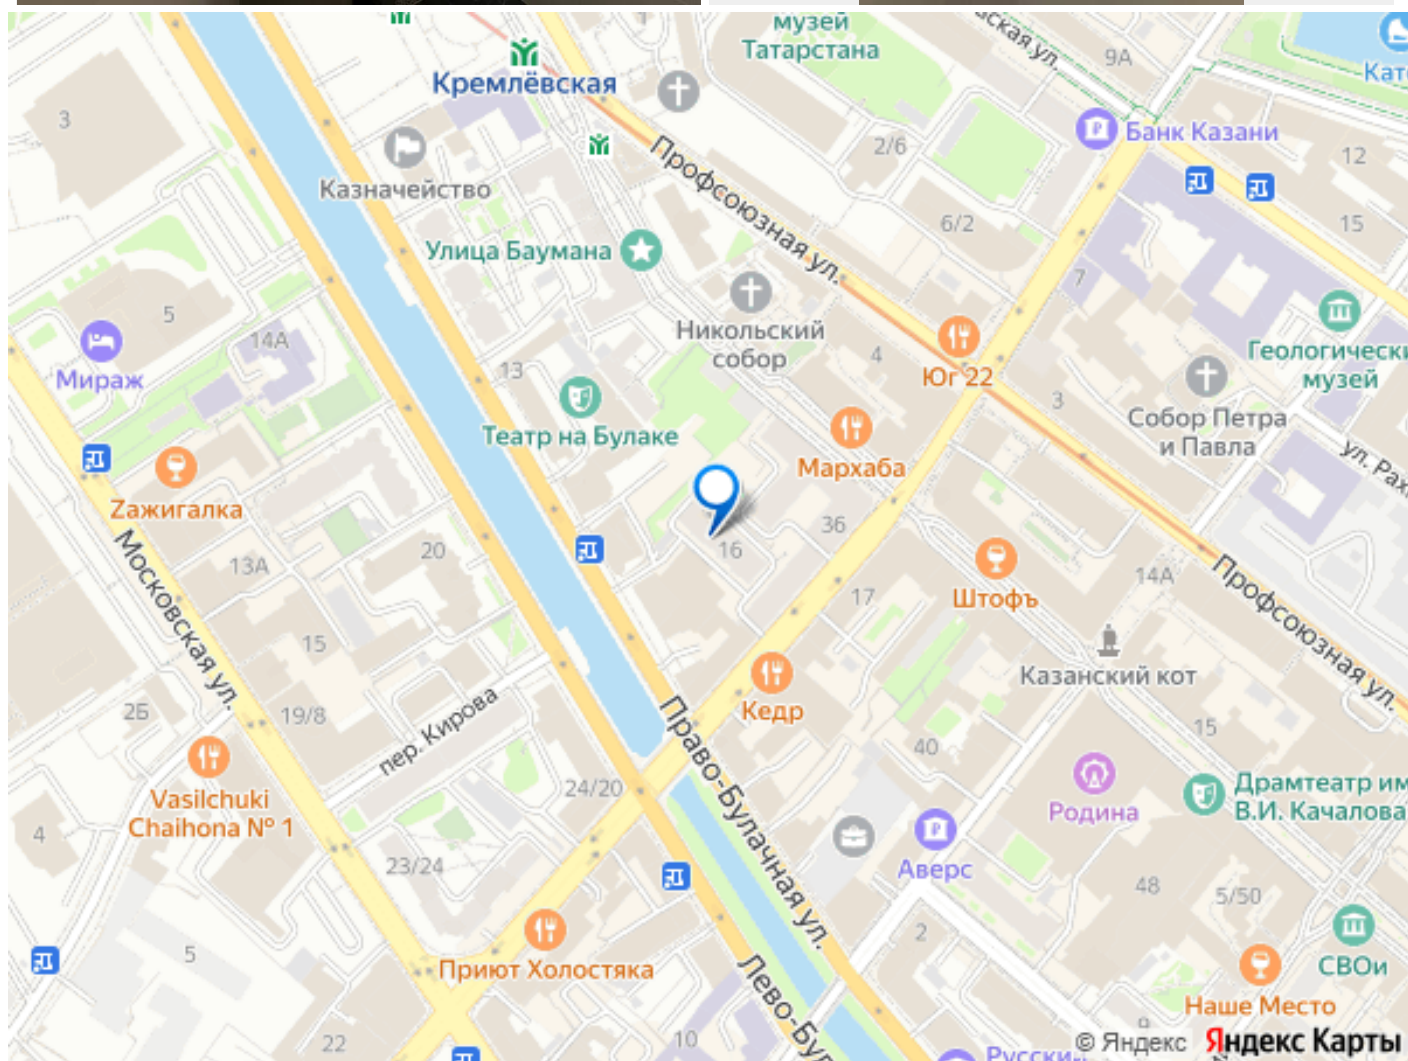 музей
Татарстана
9А
Кремлёвская
3
Банк Казани
Казначейство
Профсоюзная ул.
2/6
12
Улица Баумана
6/2
15
7
Никольский
собор
5
14А
Мираж
4
Юг 22
Геологически
музей
13
3
Собор Петра
и Павла
Театр на Булаке
Мархаба
Zажигалка
Московская ул.
20
16
36
13А
17
Штофъ
14А
Профсоюзная ул.
15
Казанский кот
2Б
19/8
пер. Кирова
Кедр
Право-Булачная ул.
40
15
24/20
Vasilchuki
Chaihona № 1
Родина
Драмтеатр им
В.И. Качалова
4
23/24
Аверс
48
5/50
2
5
Приют Холостяка
СВОи
Наше Место
Лево-Бул
22
10
© Яндекс
Яндекс Карты